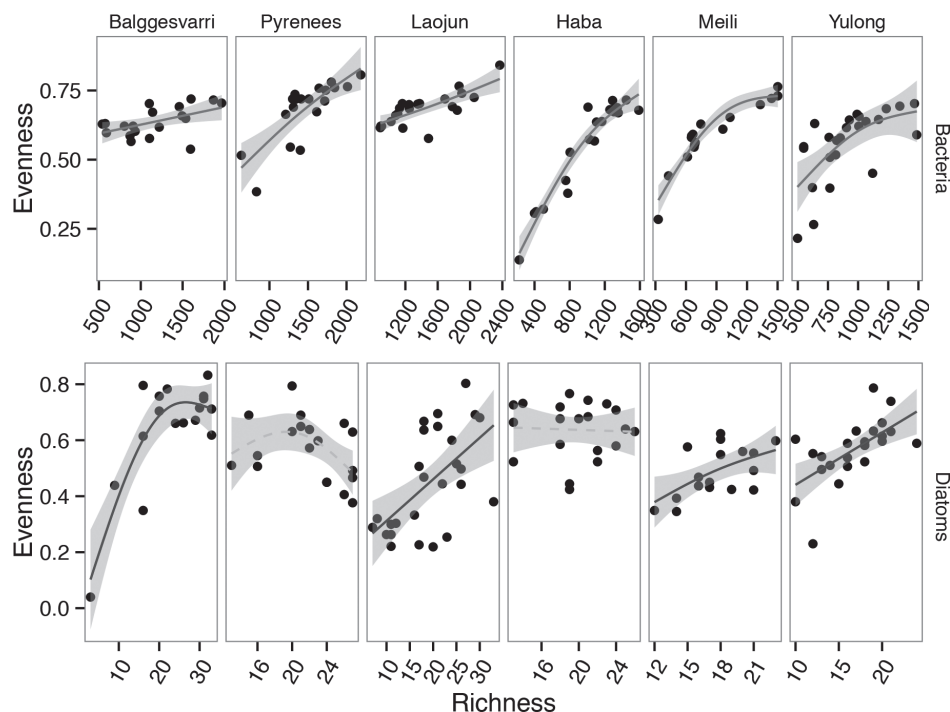 Balggesvarri Pyrenees Laojun Haba Meili Yulong
Evenness
0.75
0.50
0.25
Bacteria
500 1000 1500 2000 1000 1500 2000 1200 1600 2000 2400 400 800 1200 1600 300 600 900 1200 1500 500 750 1000 1250 1500
Evenness
0.8
0.6
0.4
0.2
0.0
Diatoms
10 20 30 16 20 24 10 15 20 25 30 16 20 24 12 15 18 21 10 15 20
Richness